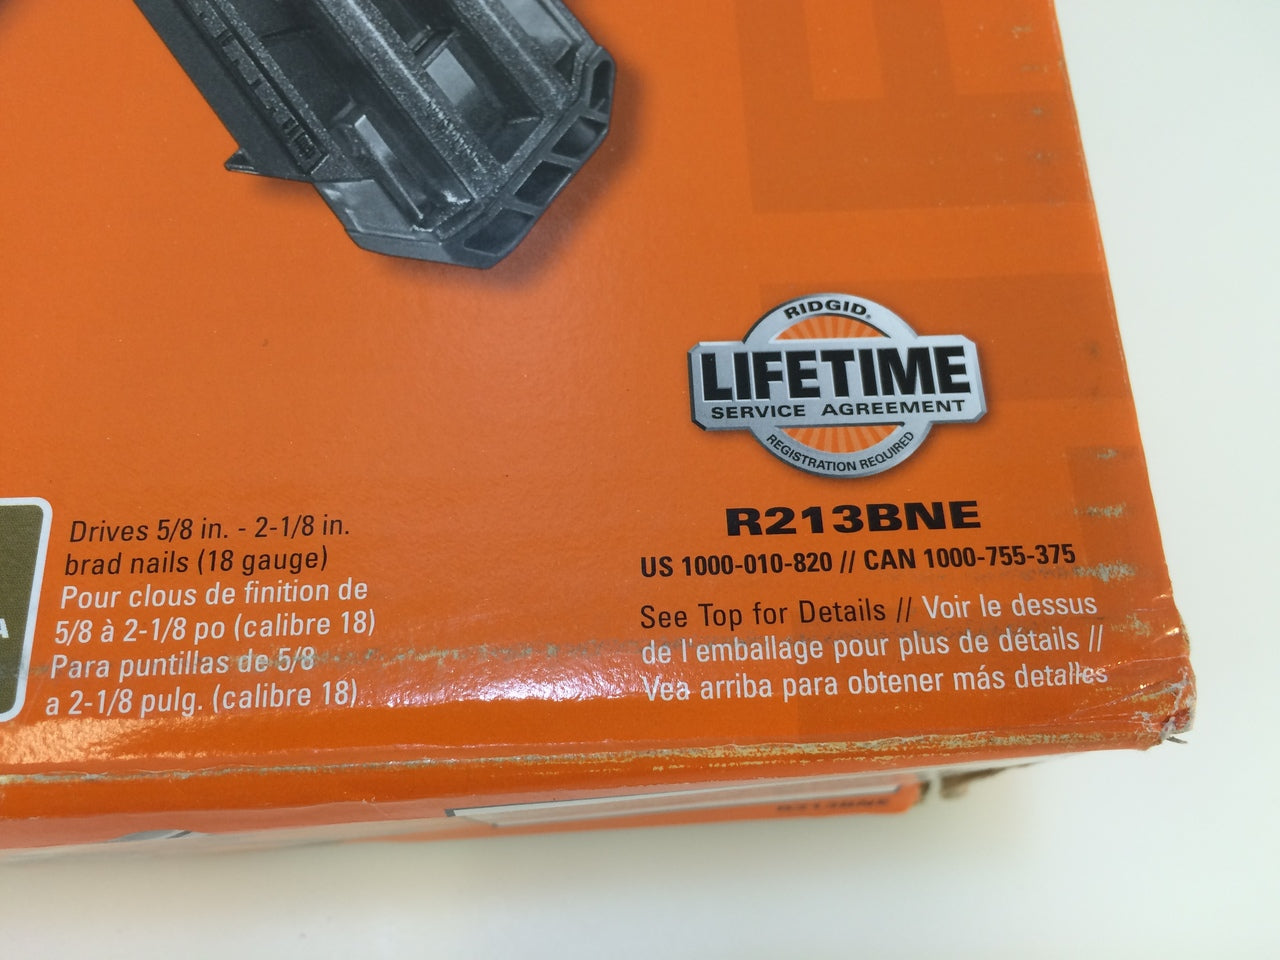 RIDGID®
LIFETIME
SERVICE AGREEMENT
REGISTRATION REQUIRED
R213BNE
US 1000-010-820 // CAN 1000-755-375
See Top for Details // Voir le dessus
de l'emballage pour plus de détails //
Vea arriba para obtener más detalles
Drives 5/8 in. - 2-1/8 in.
brad nails (18 gauge)
Pour clous de finition de
5/8 à 2-1/8 po (calibre 18)
Para puntillas de 5/8
a 2-1/8 pulg. (calibre 18)
A
R213BNE